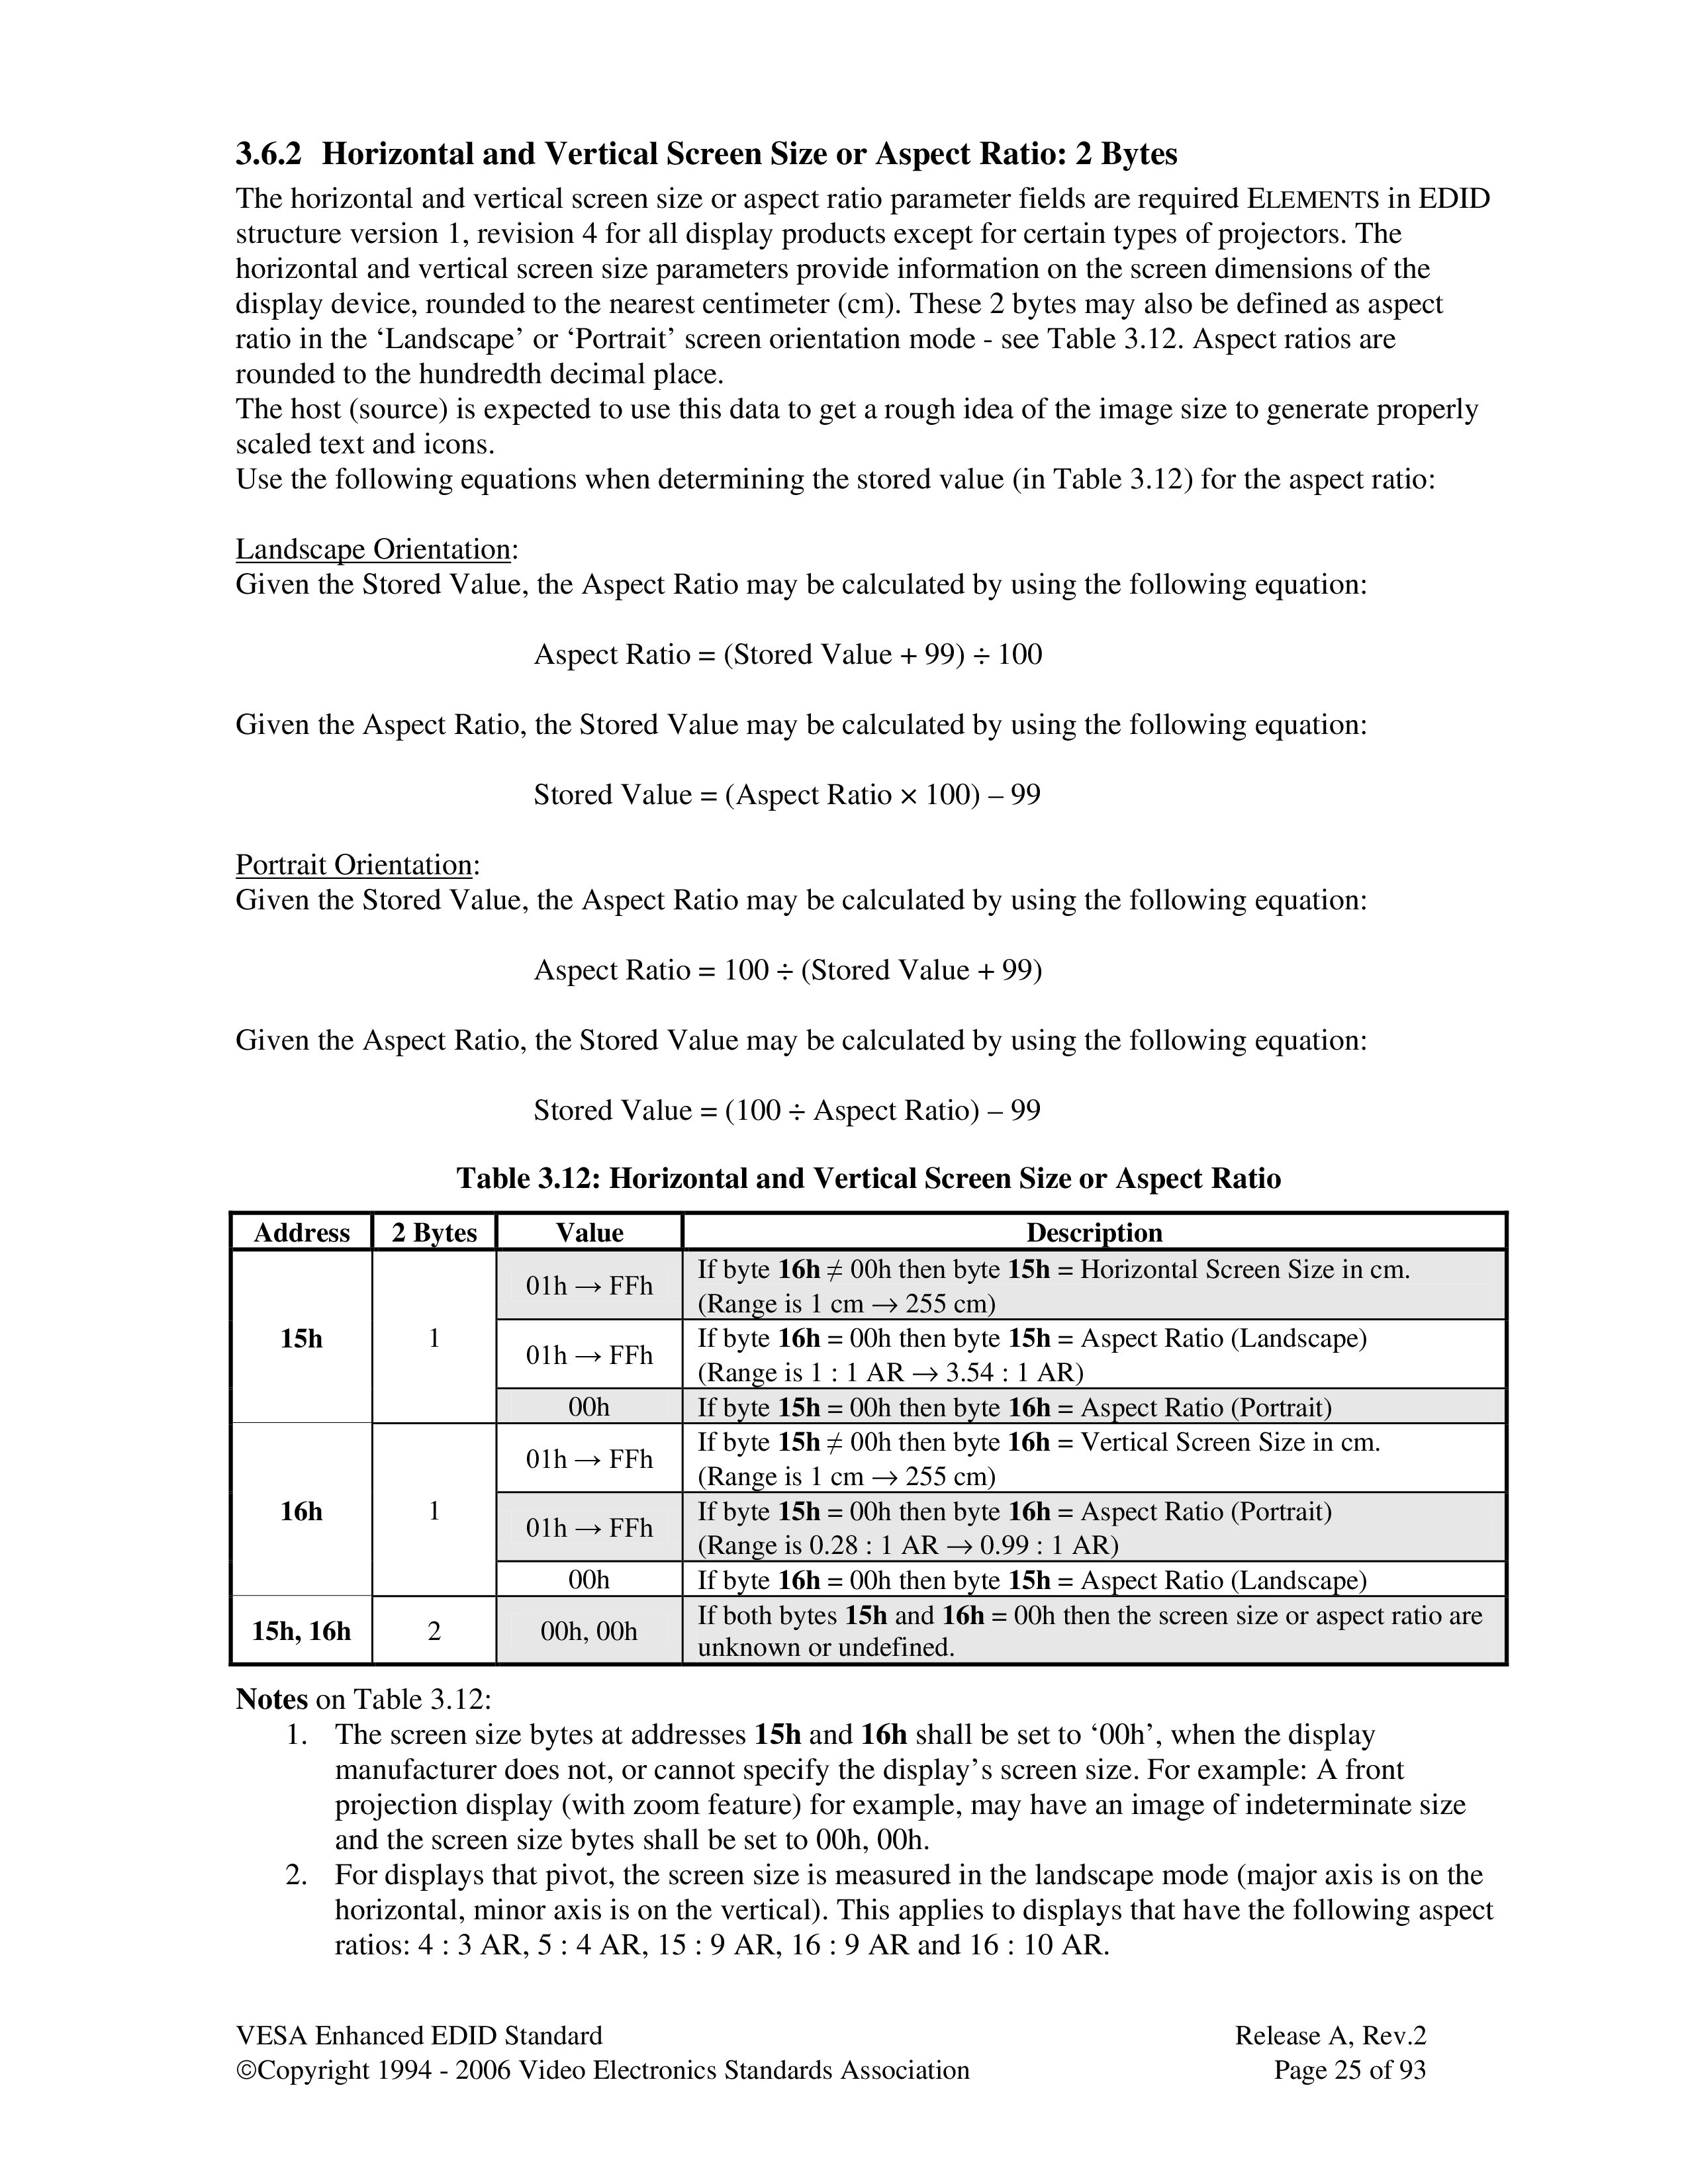 3.6.2 Horizontal and Vertical Screen Size or Aspect Ratio: 2 Bytes
The horizontal and vertical screen size or aspect ratio parameter fields are required ELEMENTS in EDID
structure version 1, revision 4 for all display products except for certain types of projectors. The
horizontal and vertical screen size parameters provide information on the screen dimensions of the
display device, rounded to the nearest centimeter (cm). These 2 bytes may also be defined as aspect
ratio in the ‘Landscape’ or ‘Portrait’ screen orientation mode - see Table 3.12. Aspect ratios are
rounded to the hundredth decimal place.
The host (source) is expected to use this data to get a rough idea of the image size to generate properly
scaled text and icons.
Use the following equations when determining the stored value (in Table 3.12) for the aspect ratio:
Landscape Orientation:
Given the Stored Value, the Aspect Ratio may be calculated by using the following equation:
Aspect Ratio = (Stored Value + 99) ÷ 100
Given the Aspect Ratio, the Stored Value may be calculated by using the following equation:
Stored Value = (Aspect Ratio × 100) – 99
Portrait Orientation:
Given the Stored Value, the Aspect Ratio may be calculated by using the following equation:
Aspect Ratio = 100 ÷ (Stored Value + 99)
Given the Aspect Ratio, the Stored Value may be calculated by using the following equation:
Stored Value = (100 ÷ Aspect Ratio) – 99
Table 3.12: Horizontal and Vertical Screen Size or Aspect Ratio
Address 2 Bytes Value Description
15h 1 01h → FFh If byte 16h ≠ 00h then byte 15h = Horizontal Screen Size in cm.
(Range is 1 cm → 255 cm)
01h → FFh If byte 16h = 00h then byte 15h = Aspect Ratio (Landscape)
(Range is 1 : 1 AR → 3.54 : 1 AR)
00h If byte 15h = 00h then byte 16h = Aspect Ratio (Portrait)
16h 1 01h → FFh If byte 15h ≠ 00h then byte 16h = Vertical Screen Size in cm.
(Range is 1 cm → 255 cm)
01h → FFh If byte 15h = 00h then byte 16h = Aspect Ratio (Portrait)
(Range is 0.28 : 1 AR → 0.99 : 1 AR)
00h If byte 16h = 00h then byte 15h = Aspect Ratio (Landscape)
15h, 16h 2 00h, 00h If both bytes 15h and 16h = 00h then the screen size or aspect ratio are
unknown or undefined.
Notes on Table 3.12:
1. The screen size bytes at addresses 15h and 16h shall be set to ‘00h’, when the display
manufacturer does not, or cannot specify the display’s screen size. For example: A front
projection display (with zoom feature) for example, may have an image of indeterminate size
and the screen size bytes shall be set to 00h, 00h.
2. For displays that pivot, the screen size is measured in the landscape mode (major axis is on the
horizontal, minor axis is on the vertical). This applies to displays that have the following aspect
ratios: 4 : 3 AR, 5 : 4 AR, 15 : 9 AR, 16 : 9 AR and 16 : 10 AR.
VESA Enhanced EDID Standard Release A, Rev.2
©Copyright 1994 - 2006 Video Electronics Standards Association Page 25 of 93